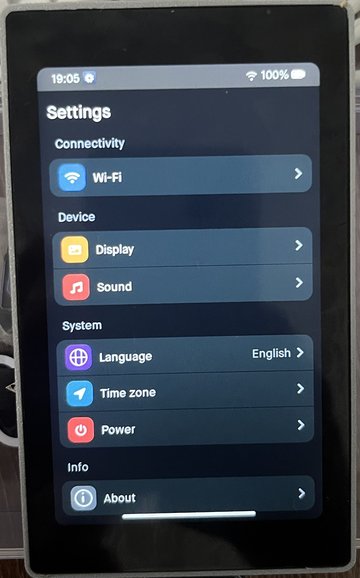 19:05 100%
Settings
Connectivity
Wi-Fi
Device
Display
Sound
System
Language English
Time zone
Power
Info
About